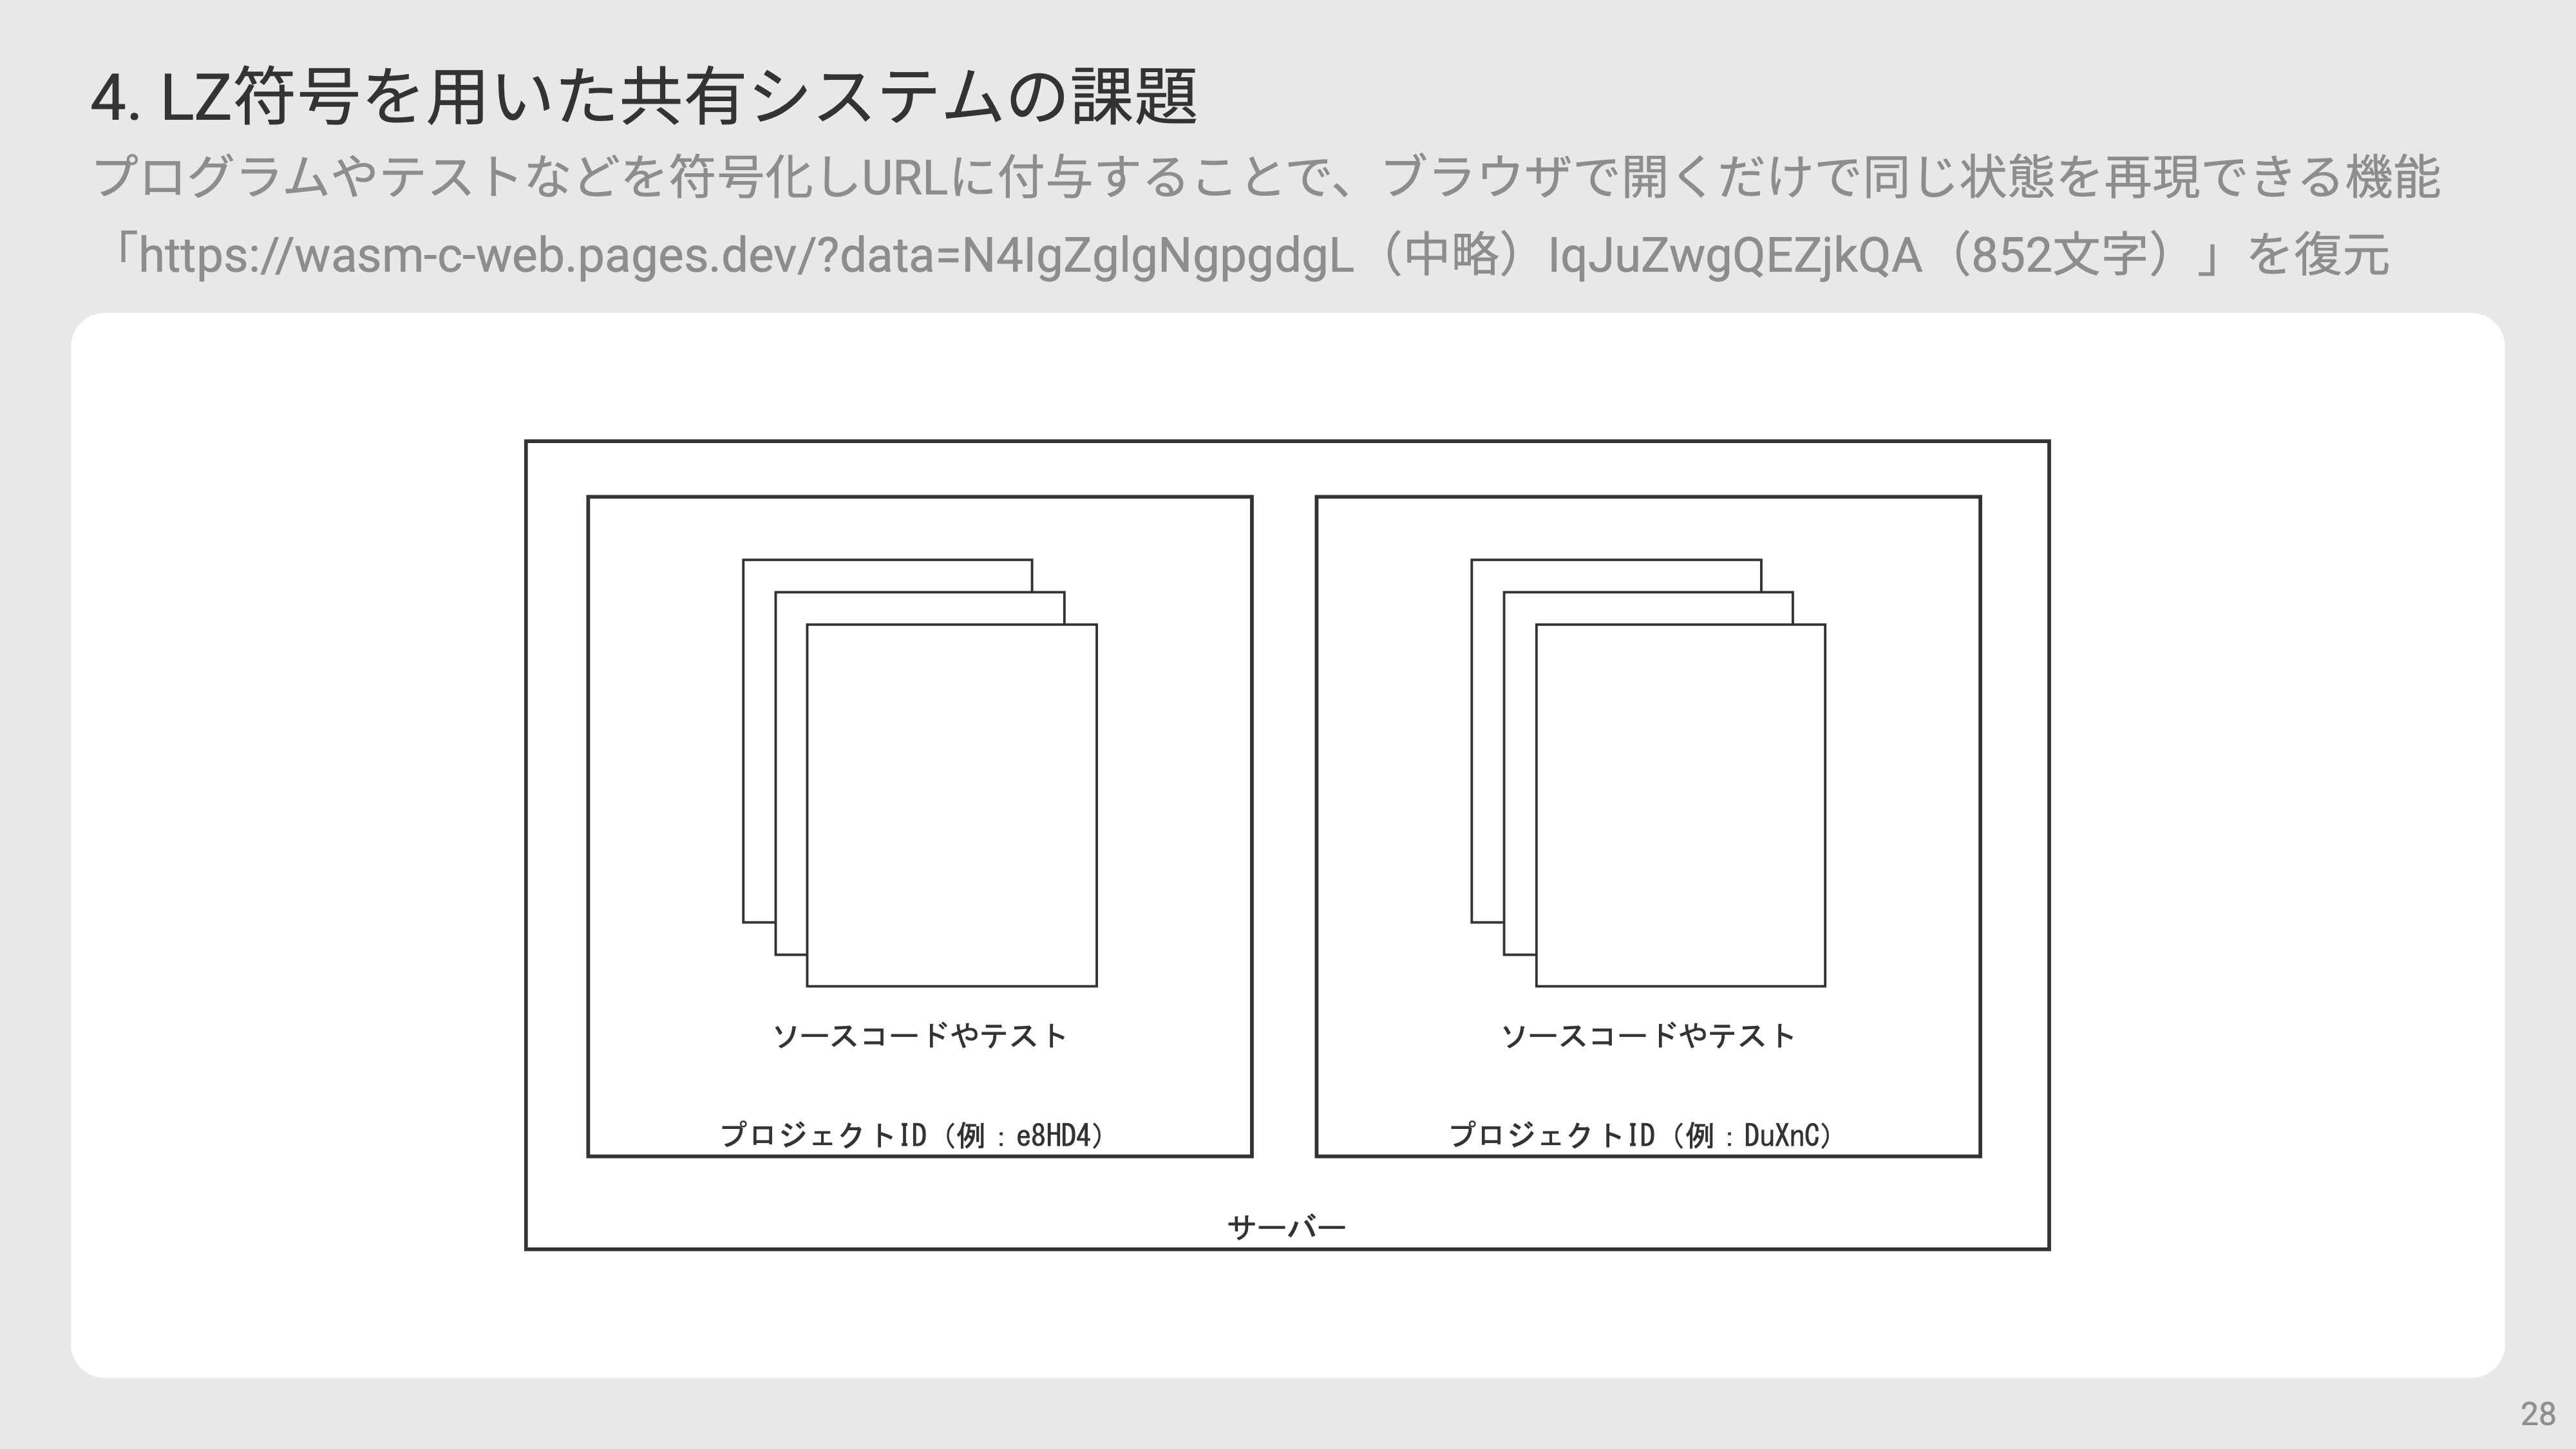 4. LZ符号を用いた共有システムの課題
プログラムやテストなどを符号化しURLに付与することで、ブラウザで開くだけで同じ状態を再現できる機能
「https://wasm-c-web.pages.dev/?data=N4IgZglgNgpgdgL（中略）IqJuZwgQEZjkQA（852文字）」を復元
ソースコードやテスト
プロジェクトID（例：e8HD4）
ソースコードやテスト
プロジェクトID（例：DuXnC）
サーバー
28